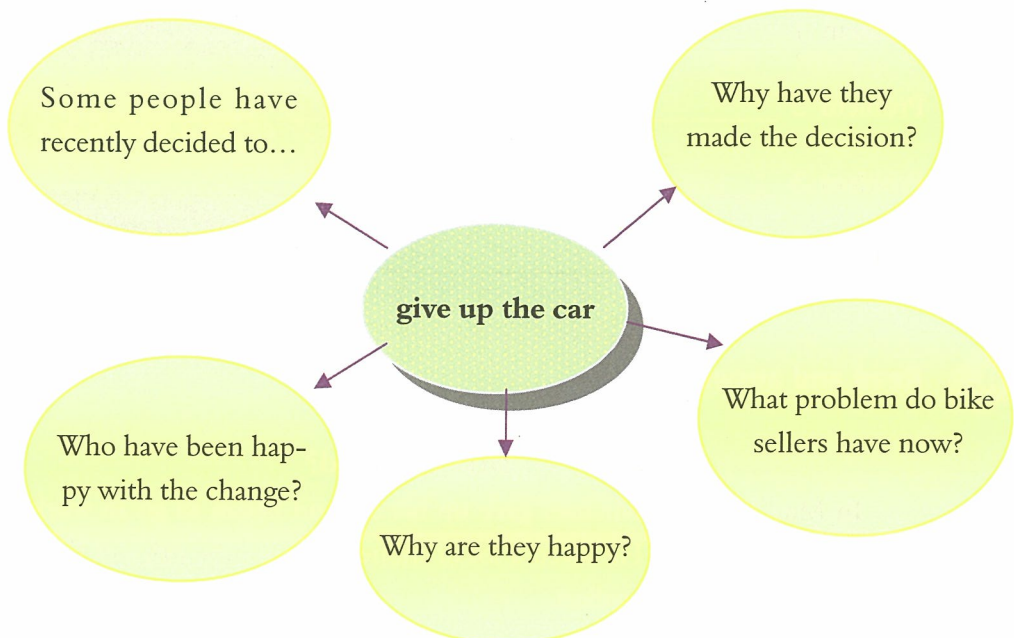 Some people have
recently decided to...
Why have they
made the decision?
give up the car
What problem do bike
sellers have now?
Who have been hap-
py with the change?
Why are they happy?